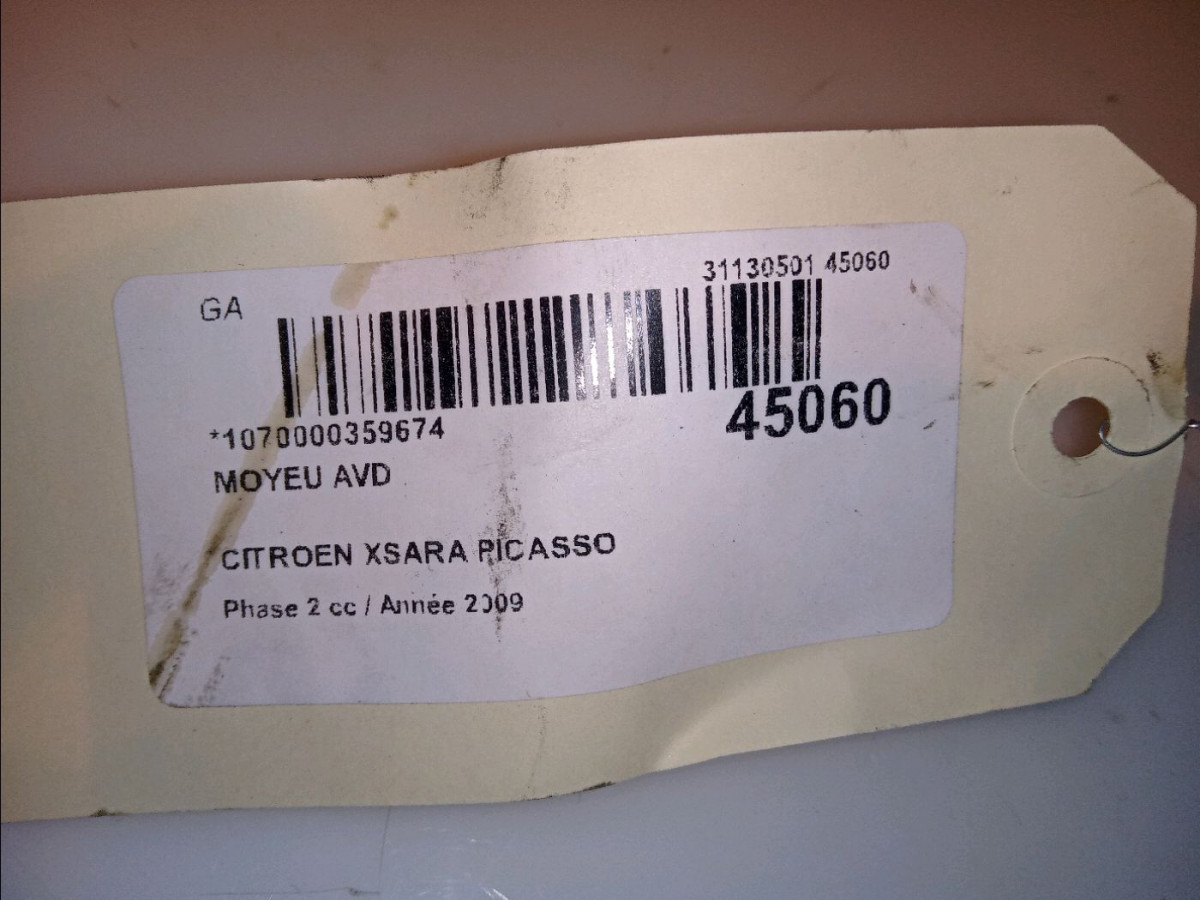 31130501 45060
GA
45060
*1070000359674
MOYEU AVD
CITROEN XSARA PICASSO
Phase 2 cc / Année 2009